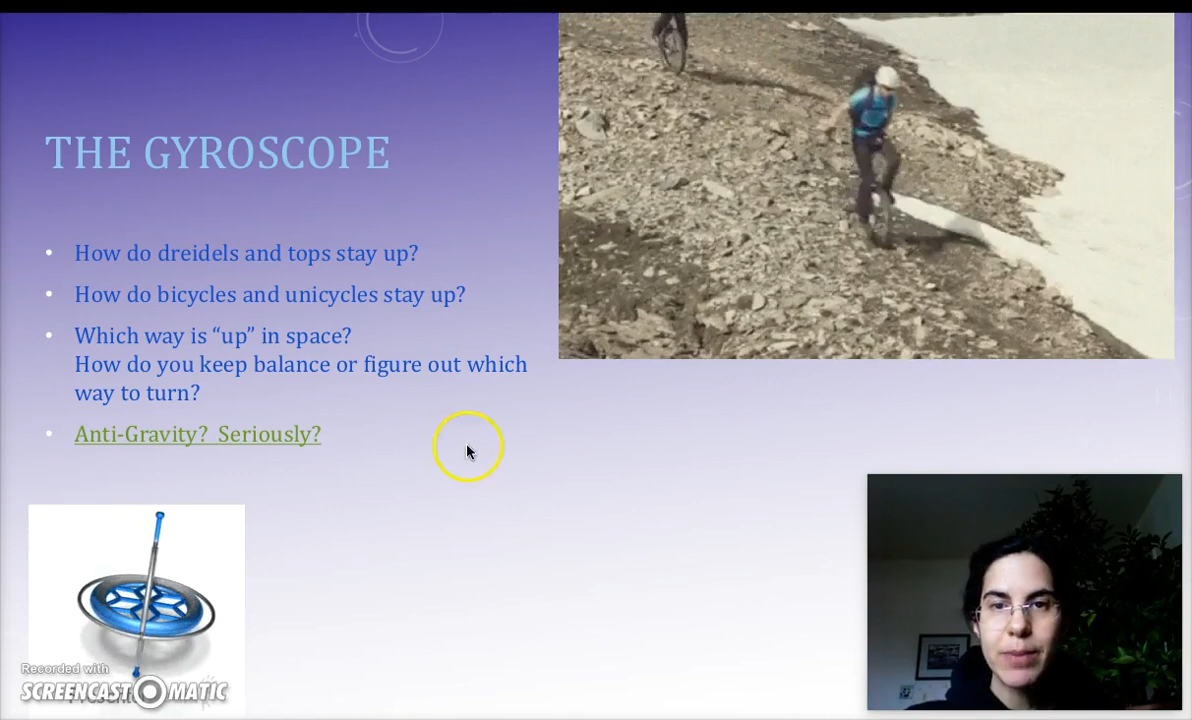 THE GYROSCOPE
• How do dreidels and tops stay up?
• How do bicycles and unicycles stay up?
• Which way is “up” in space?
How do you keep balance or figure out which
way to turn?
• Anti-Gravity?  Seriously?
Recorded with
SCREENCAST-O-MATIC